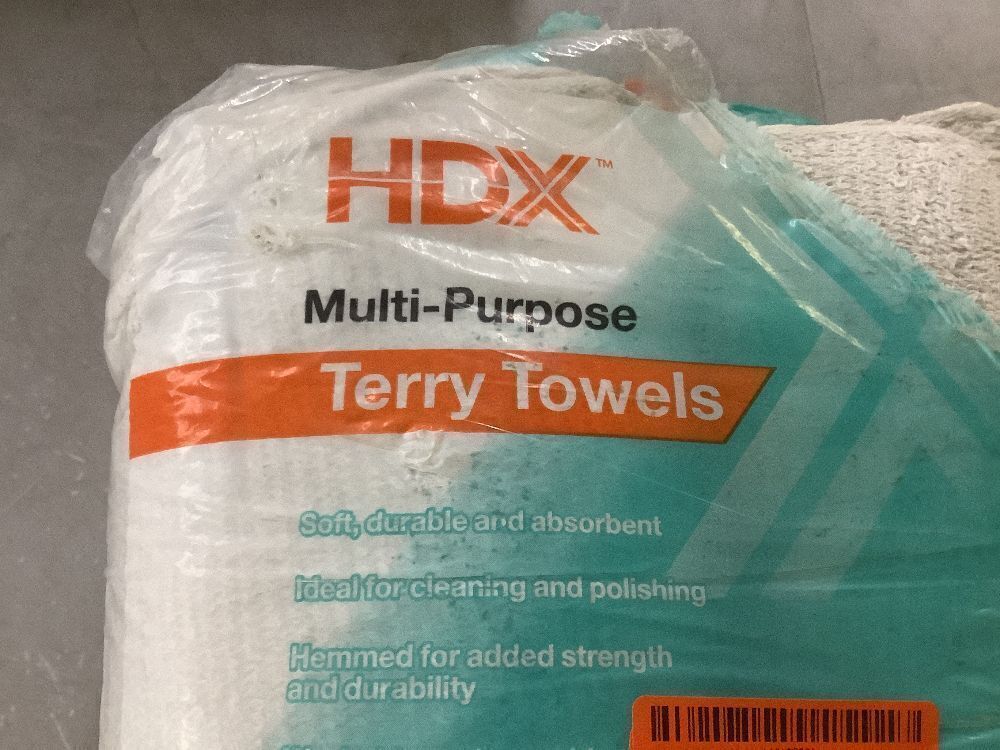 HDX™
Multi-Purpose
Terry Towels
Soft, durable and absorbent
Ideal for cleaning and polishing
Hemmed for added strength
and durability